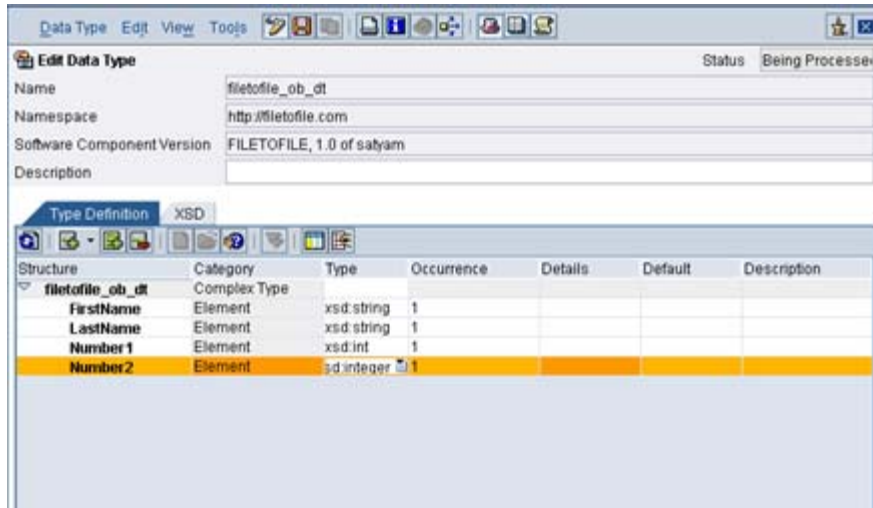 Data Type Edit View Tools
Edit Data Type Status Being Processe
Name filetofile_ob_dt
Namespace http://filetofile.com
Software Component Version FILETOFILE, 1.0 of satyam
Description
Type Definition XSD
Structure Category Type Occurrence Details Default Description
filetofile_ob_dt Complex Type
FirstName Element xsd:string 1
LastName Element xsd:string 1
Number1 Element xsd:int 1
Number2 Element sd:integer 1